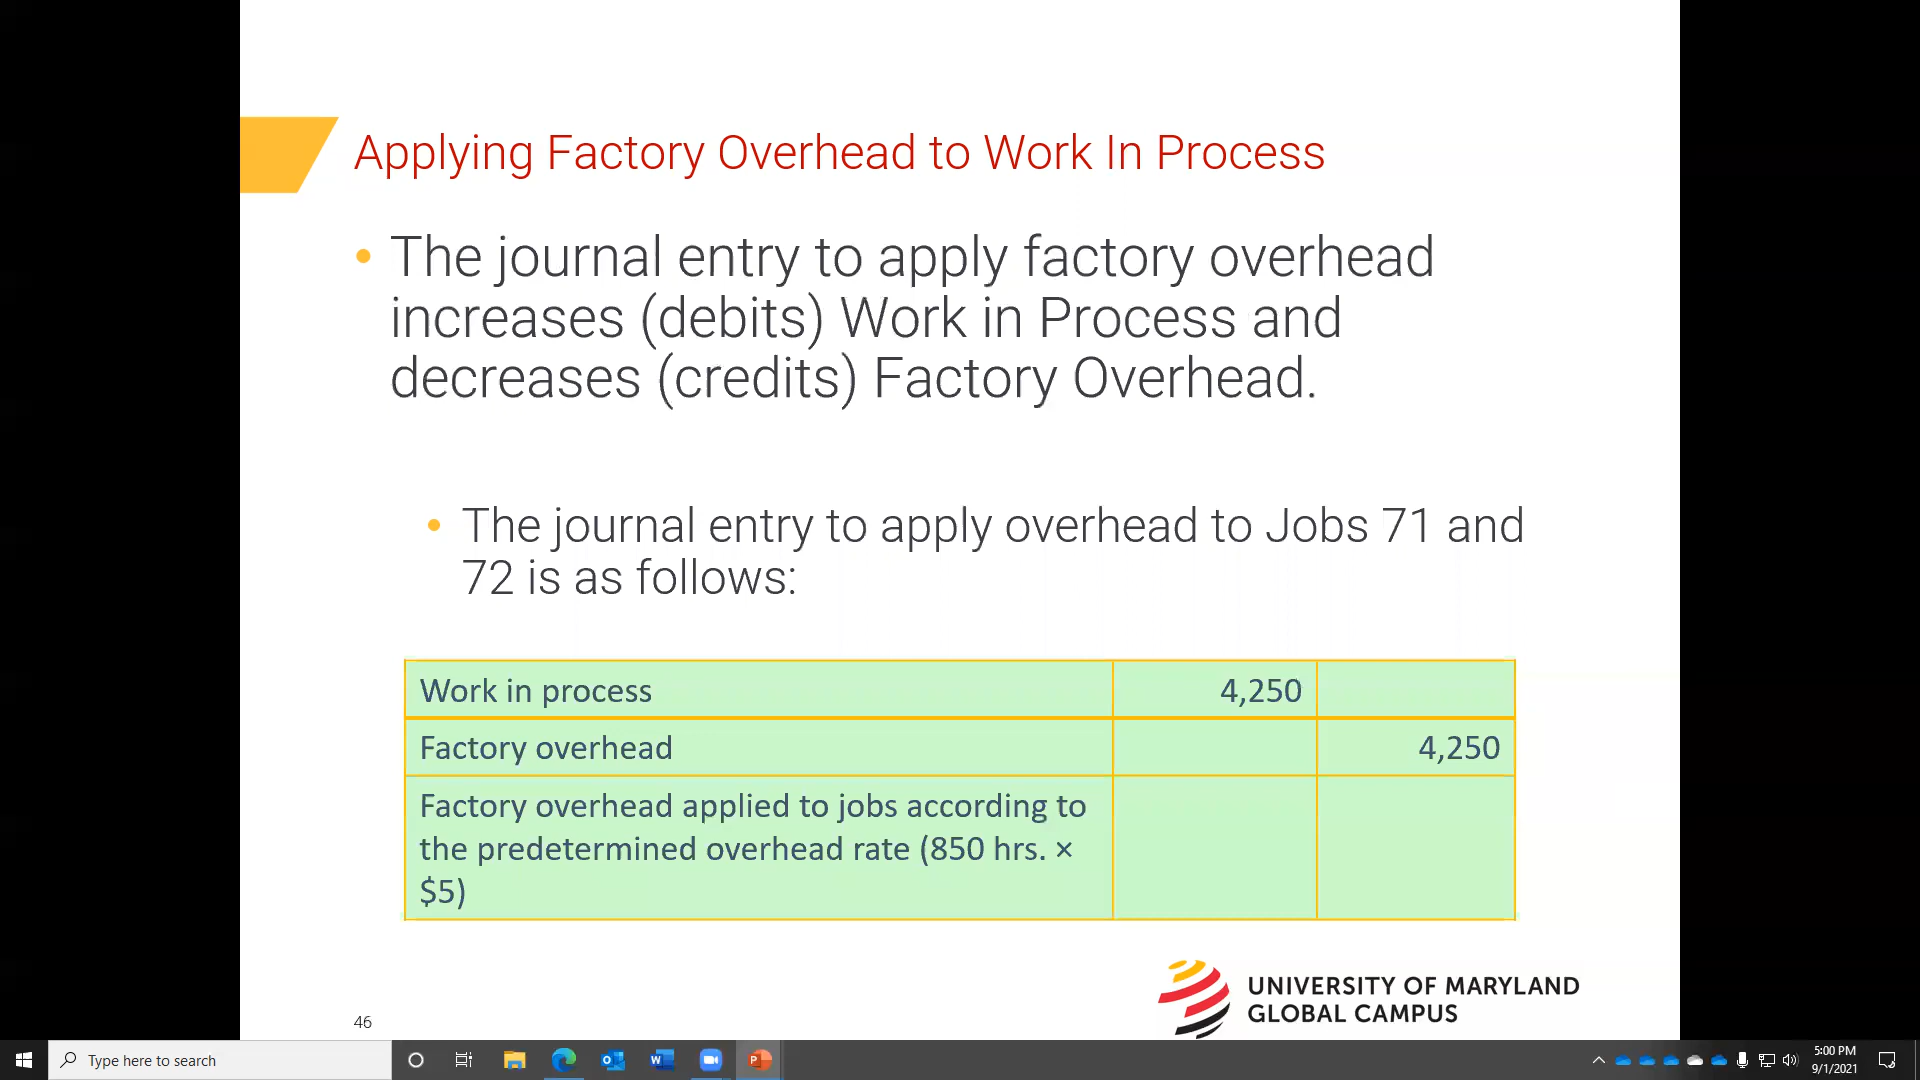 Applying Factory Overhead to Work In Process
• The journal entry to apply factory overhead
increases (debits) Work in Process and
decreases (credits) Factory Overhead.
• The journal entry to apply overhead to Jobs 71 and
72 is as follows:
Work in process 4,250
Factory overhead 4,250
Factory overhead applied to jobs according to
the predetermined overhead rate (850 hrs. ×
$5)
UNIVERSITY OF MARYLAND
GLOBAL CAMPUS
46
Type here to search
5:00 PM
9/1/2021